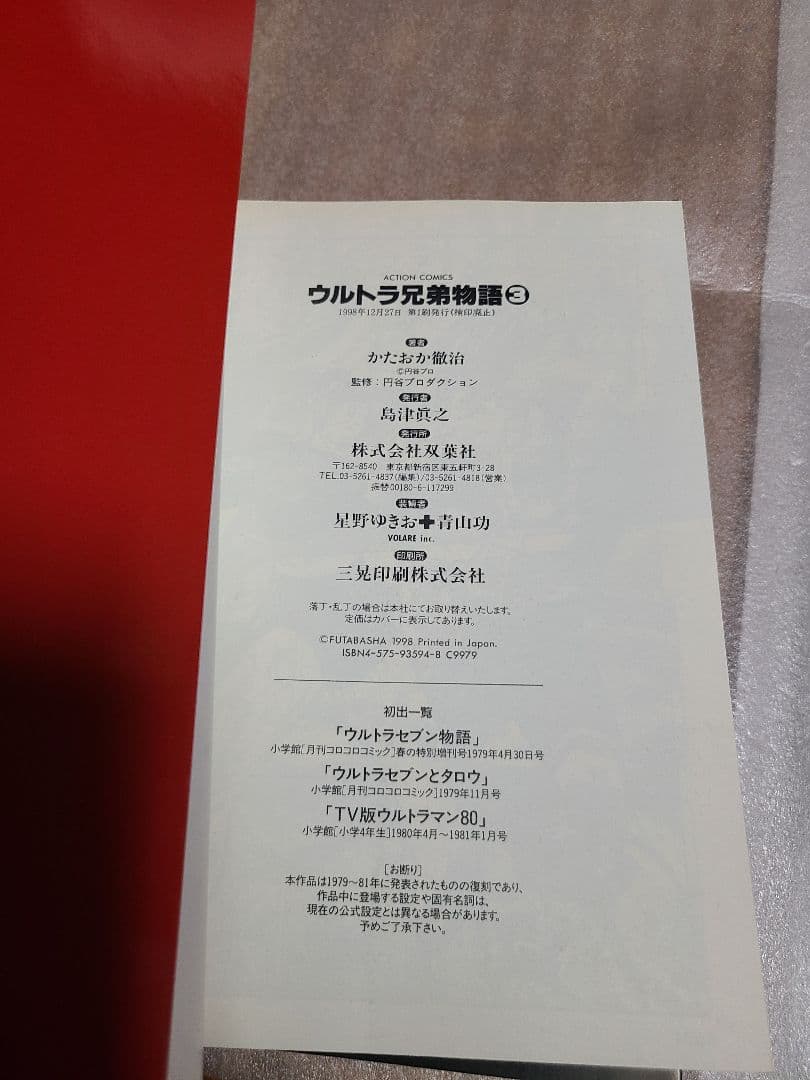 ACTION COMICS
ウルトラ兄弟物語③
1998年12月27日 第1刷発行(検印廃止)
著者
かたおか徹治
©円谷プロ
監修：円谷プロダクション
発行者
島津眞之
発行所
株式会社双葉社
〒162-8540 東京都新宿区東五軒町3-28
TEL.03-5261-4837(編集)/03-5261-4818(営業)
振替00180-6-117299
装幀者
星野ゆきお✚青山功
VOLARE inc.
印刷所
三晃印刷株式会社
落丁・乱丁の場合は本社にてお取り替えいたします。
定価はカバーに表示してあります。
©FUTABASHA 1998 Printed in Japan.
ISBN4-575-93594-8 C9979
初出一覧
「ウルトラセブン物語」
小学館[月刊コロコロコミック]春の特別増刊号1979年4月30日号
「ウルトラセブンとタロウ」
小学館[月刊コロコロコミック]1979年11月号
「TV版ウルトラマン80」
小学館[小学4年生]1980年4月～1981年1月号
[お断り]
本作品は1979～81年に発表されたものの復刻であり、
作品中に登場する設定や固有名詞は、
現在の公式設定とは異なる場合があります。
予めご了承下さい。